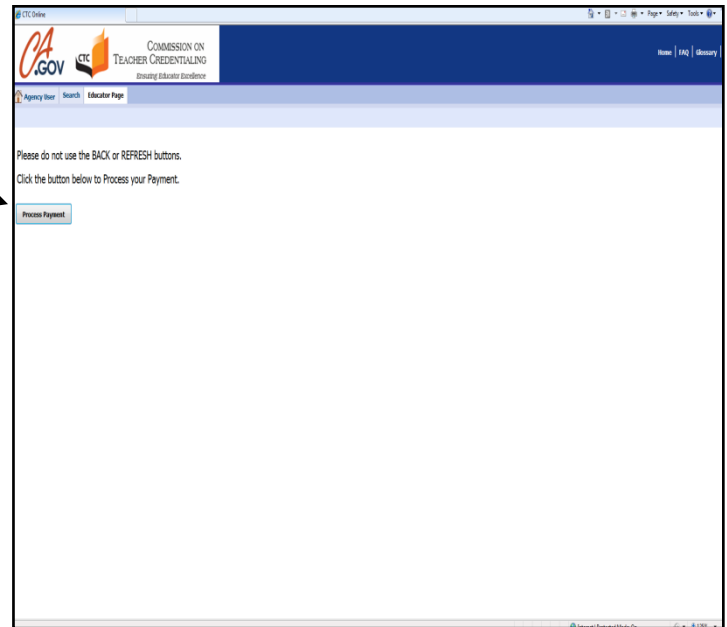 CTC Online
Page Safety Tools
CA
.GOV
CTC
COMMISSION ON
TEACHER CREDENTIALING
Ensuring Educator Excellence
Home | FAQ | Glossary |
Agency User Search Educator Page
Please do not use the BACK or REFRESH buttons.
Click the button below to Process your Payment.
Process Payment